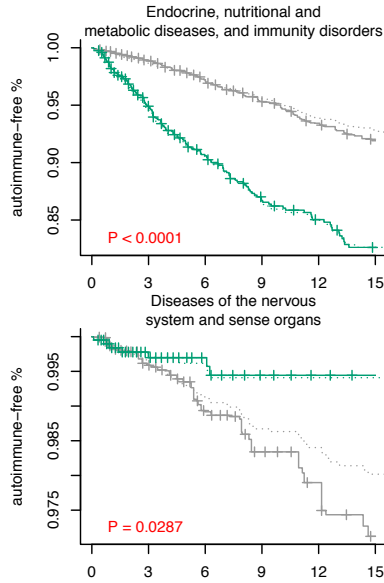 Endocrine, nutritional and
metabolic diseases, and immunity disorders
autoimmune−free %
1.00
0.95
0.90
0.85
P < 0.0001
0 3 6 9 12 15
Diseases of the nervous
system and sense organs
autoimmune−free %
0.995
0.985
0.975
P = 0.0287
0 3 6 9 12 15